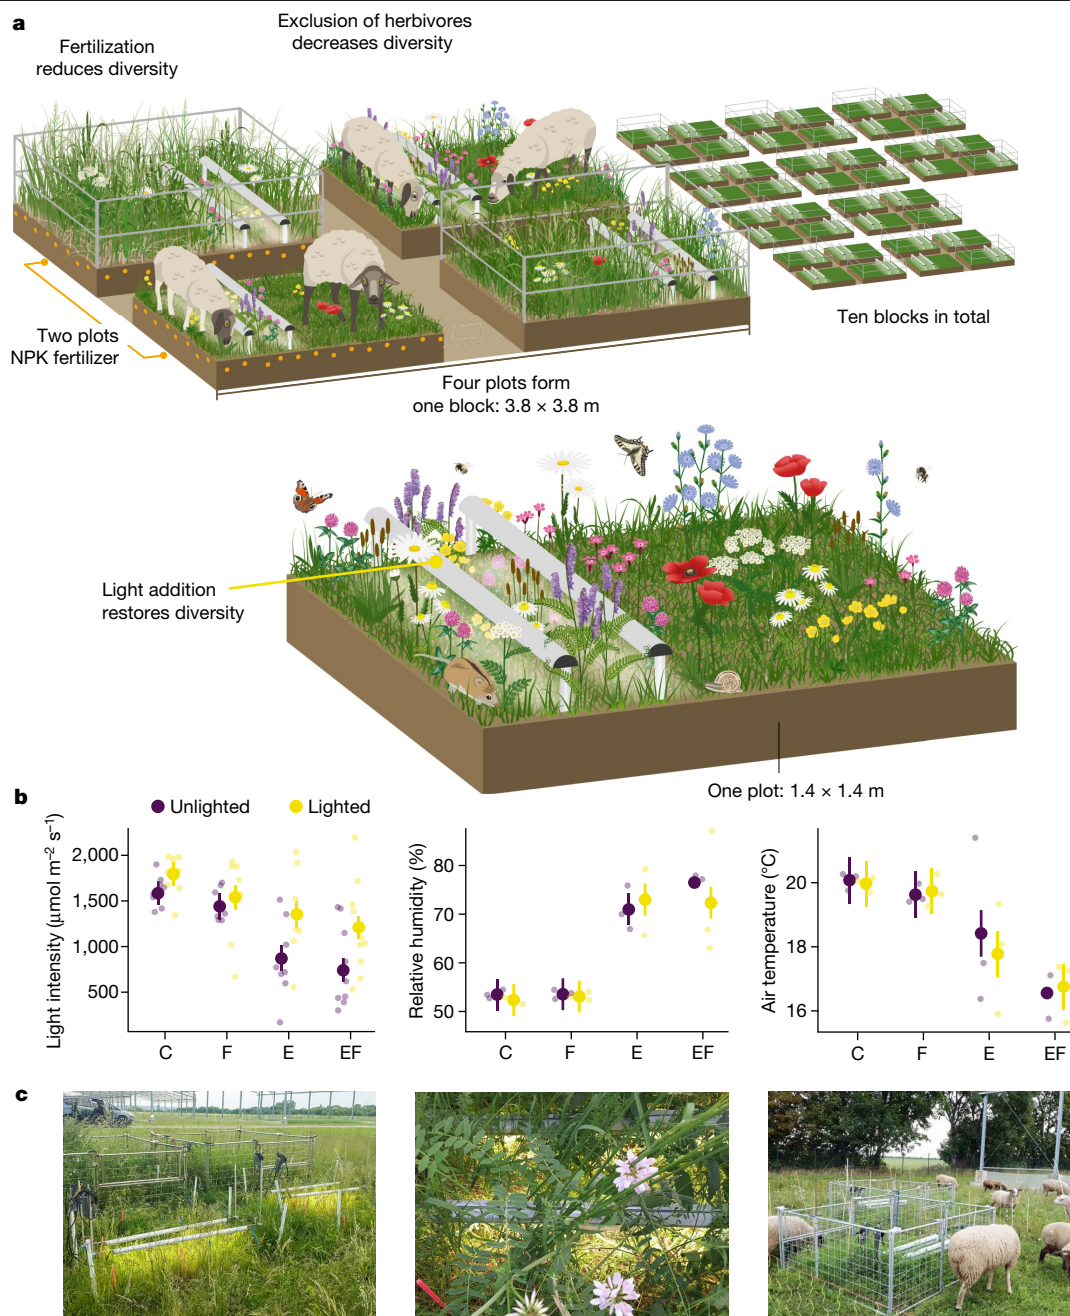 a
Exclusion of herbivores
decreases diversity
Fertilization
reduces diversity
Two plots
NPK fertilizer
Ten blocks in total
Four plots form
one block: 3.8 × 3.8 m
Light addition
restores diversity
One plot: 1.4 × 1.4 m
b
Unlighted
Lighted
Light intensity (µmol m⁻² s⁻¹)
2,000
1,500
1,000
500
C F E EF
Relative humidity (%)
80
70
60
50
C F E EF
Air temperature (°C)
20
18
16
C F E EF
c